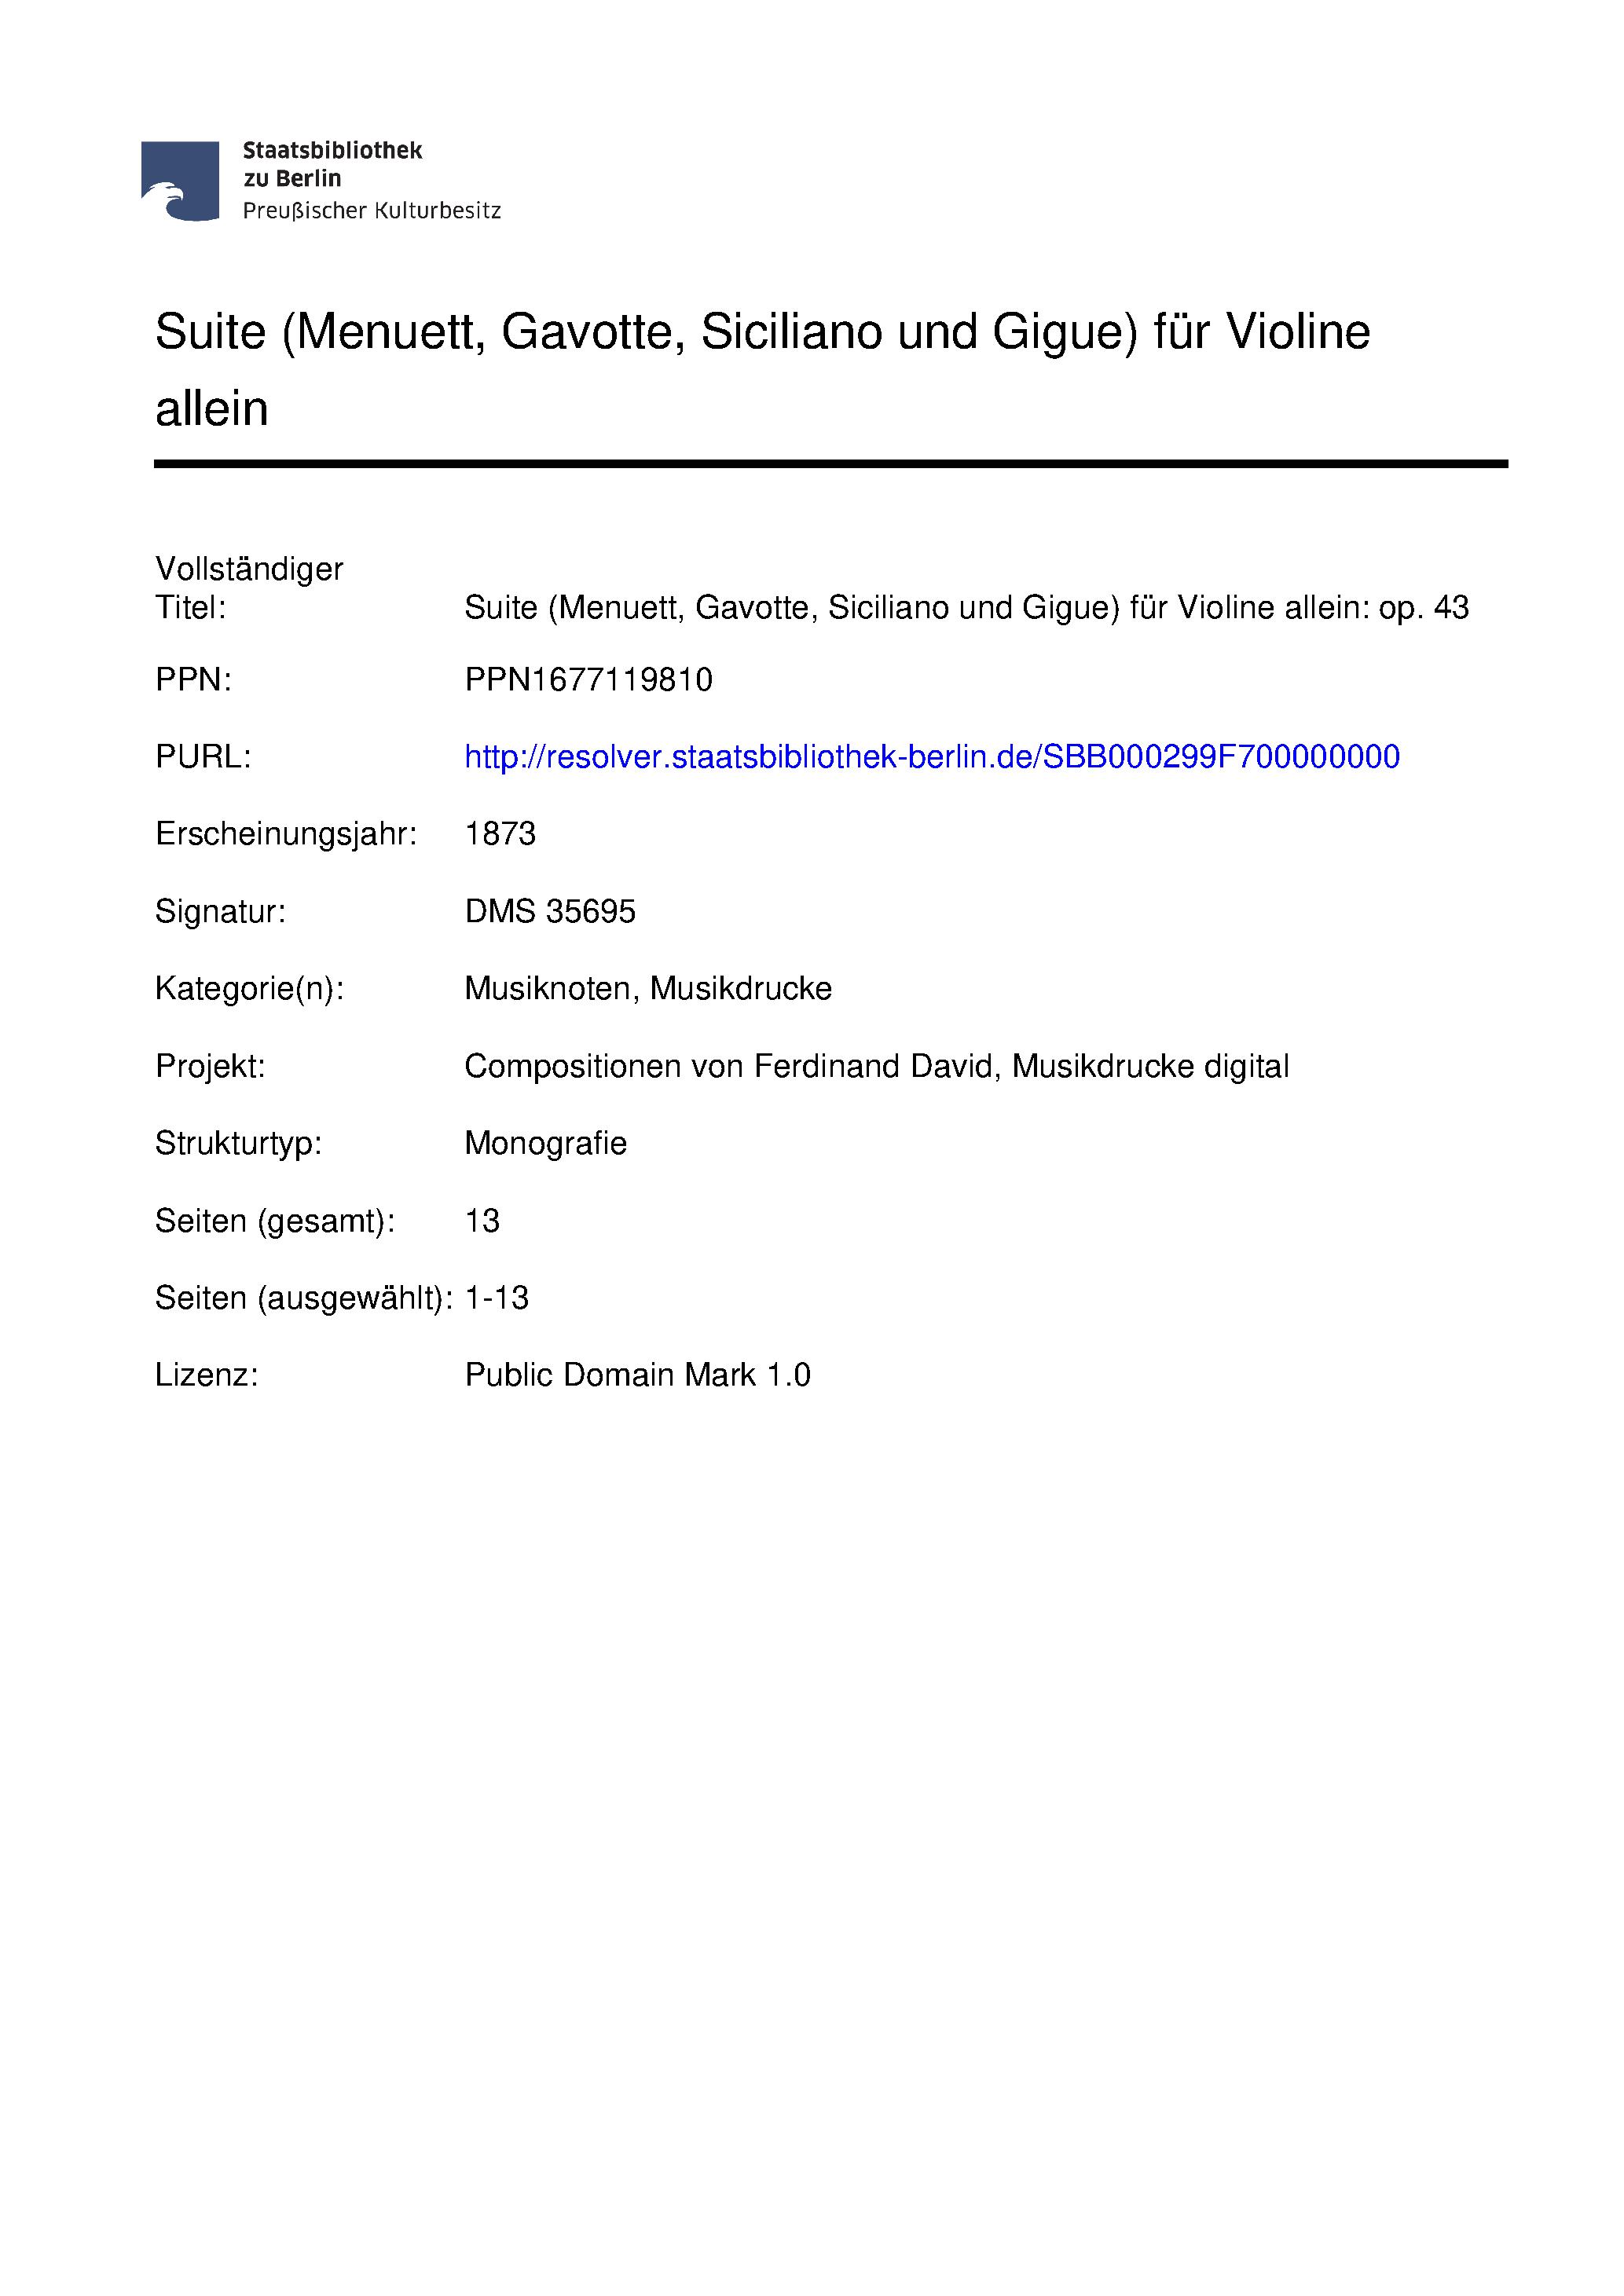 Staatsbibliothek
zu Berlin
Preußischer Kulturbesitz
Suite (Menuett, Gavotte, Siciliano und Gigue) für Violine
allein
Vollständiger
Titel: Suite (Menuett, Gavotte, Siciliano und Gigue) für Violine allein: op. 43
PPN: PPN1677119810
PURL: http://resolver.staatsbibliothek-berlin.de/SBB000299F700000000
Erscheinungsjahr: 1873
Signatur: DMS 35695
Kategorie(n): Musiknoten, Musikdrucke
Projekt: Compositionen von Ferdinand David, Musikdrucke digital
Strukturtyp: Monografie
Seiten (gesamt): 13
Seiten (ausgewählt): 1-13
Lizenz: Public Domain Mark 1.0